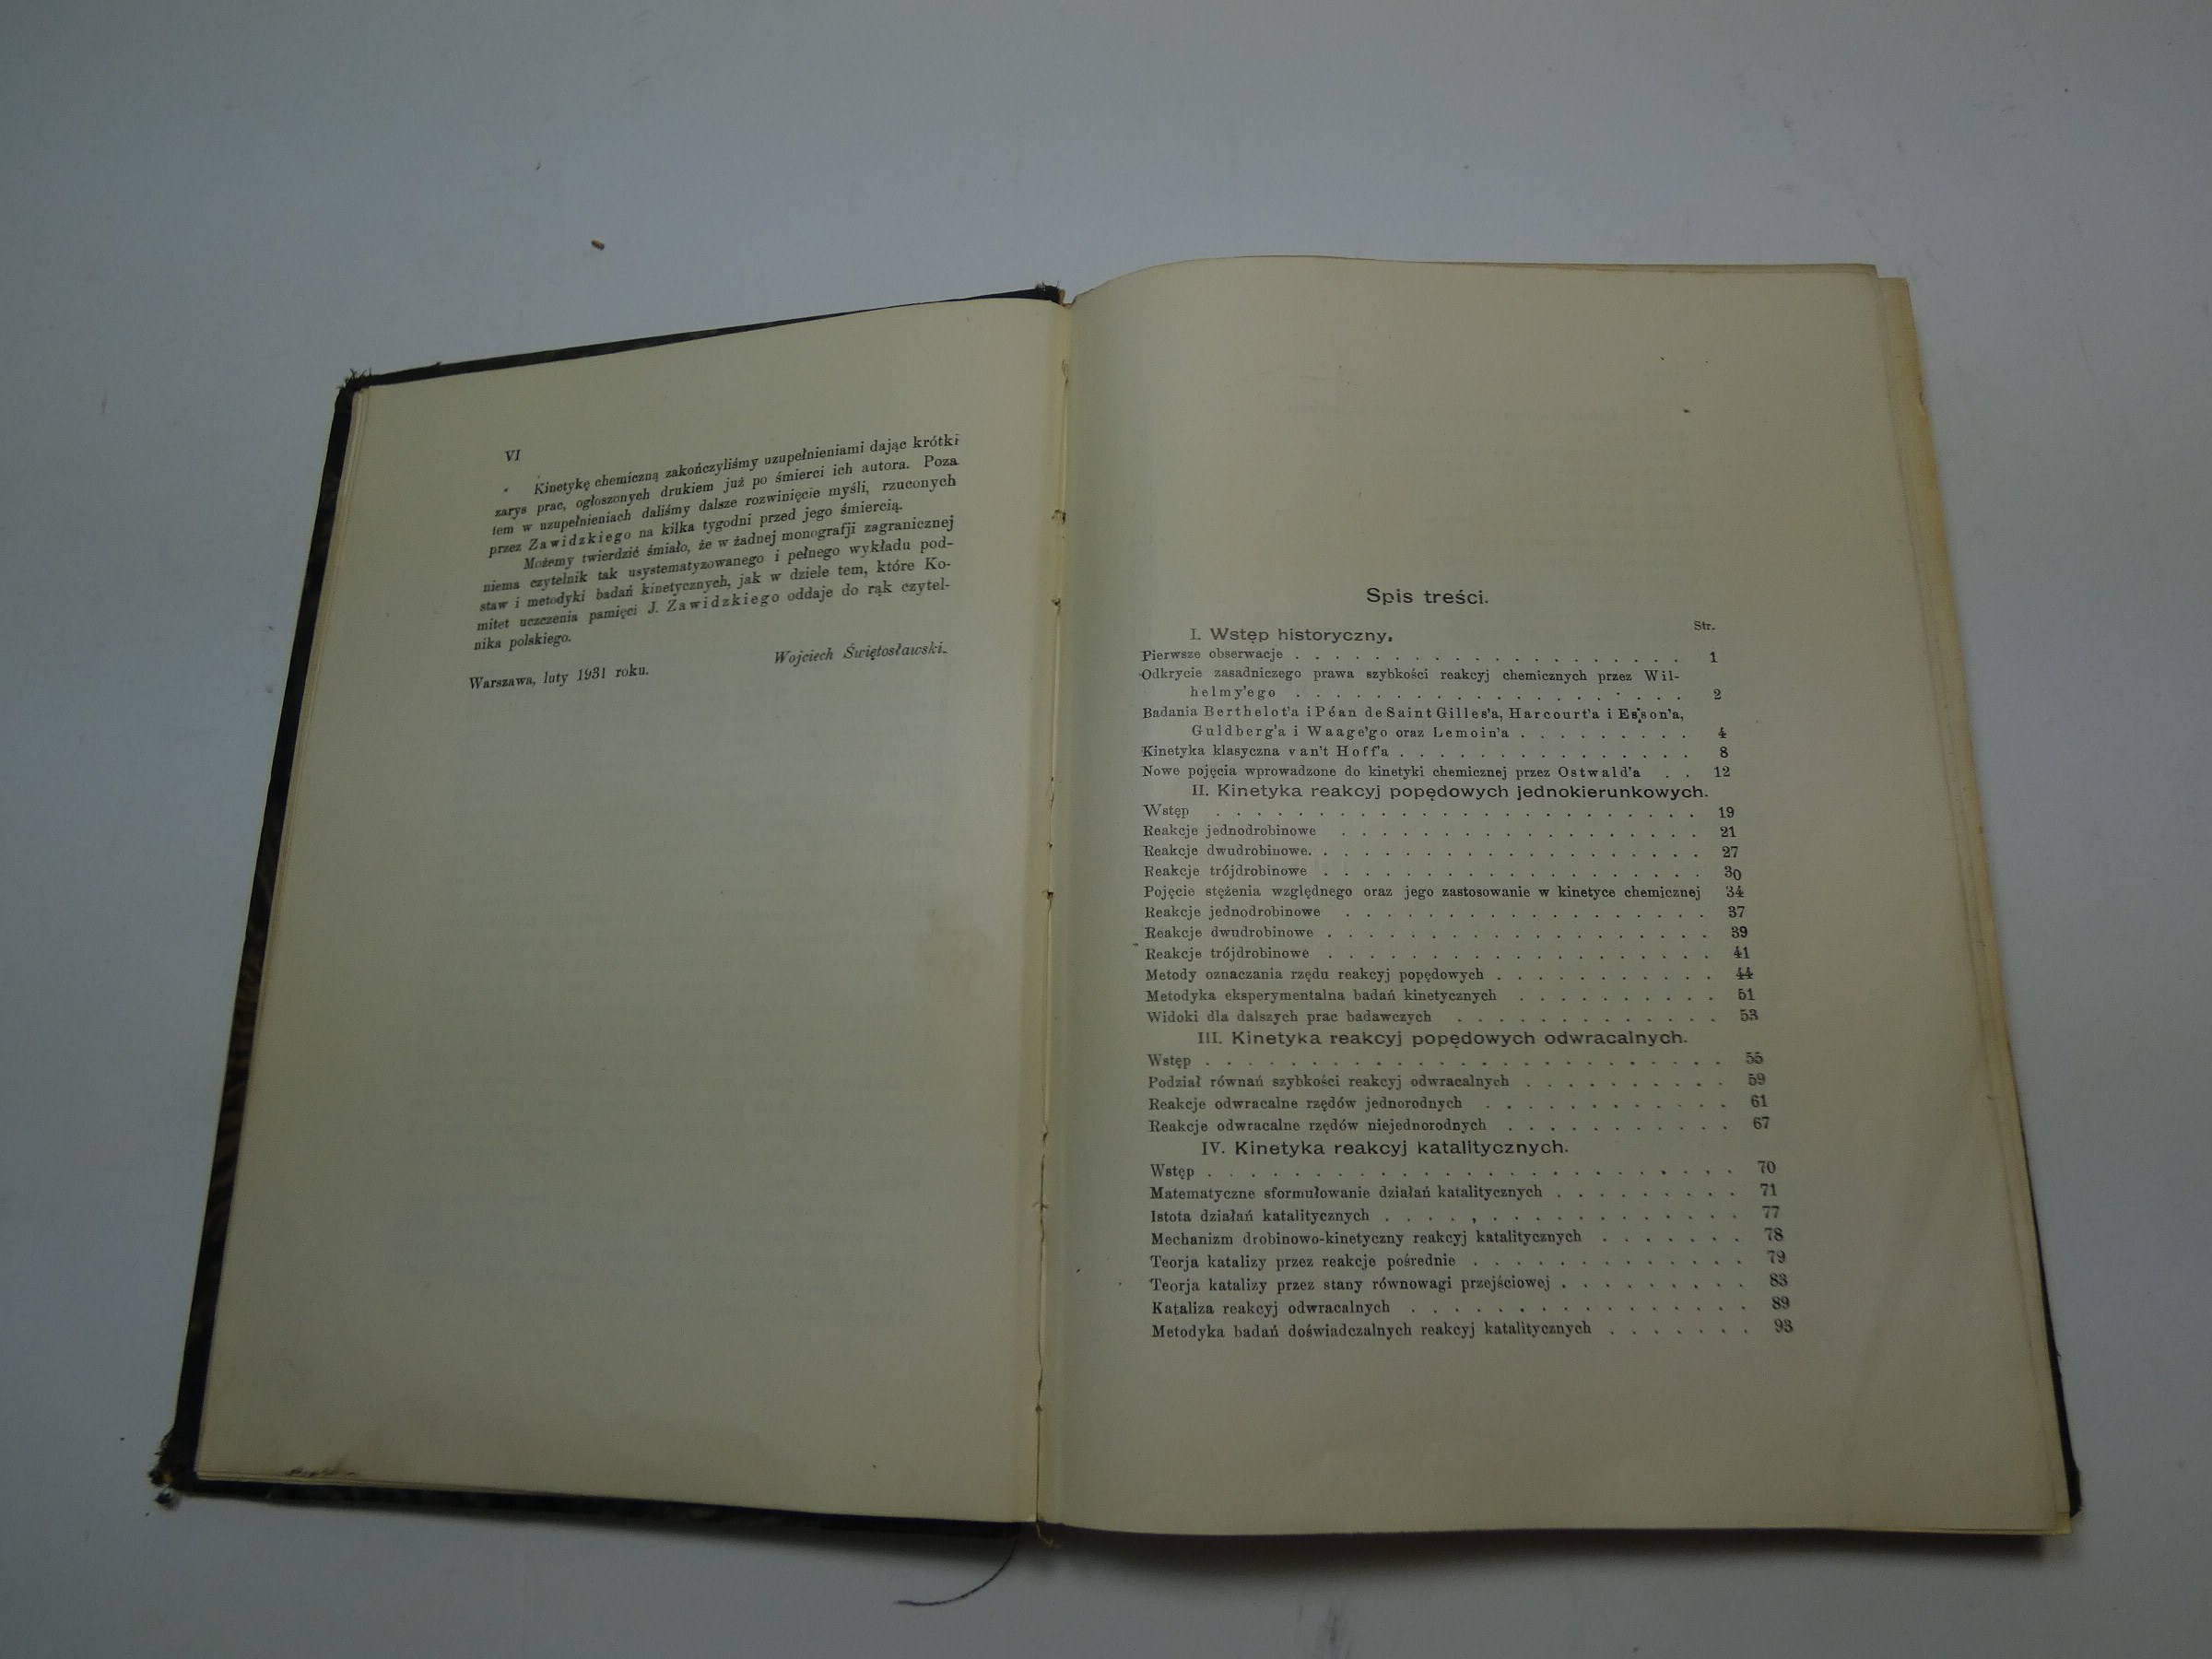 VI
Kinetykę chemiczną zakończyliśmy uzupełnieniami dając krótki
zarys prac, ogłoszonych drukiem już po śmierci ich autora. Poza
tem w uzupełnieniach daliśmy dalsze rozwinięcie myśli, rzuconych
przez Zawidzkiego na kilka tygodni przed jego śmiercią.
Możemy twierdzić śmiało, że w żadnej monografji zagranicznej
niema czytelnik tak usystematyzowanego i pełnego wykładu pod-
staw i metodyki badań kinetycznych, jak w dziele tem, które Ko-
mitet uczczenia pamięci J. Zawidzkiego oddaje do rąk czytel-
nika polskiego.
Wojciech Świętosławski.
Warszawa, luty 1931 roku.
Spis treści.
Str.
I. Wstęp historyczny.
Pierwsze obserwacje . . . . . . . . . . . . . . . . . . . 1
Odkrycie zasadniczego prawa szybkości reakcyj chemicznych przez Wil-
helmy'ego . . . . . . . . . . . . . . . . . . . 2
Badania Berthelot'a i Péan de Saint Gilles'a, Harcourt'a i Esson'a,
Guldberg'a i Waage'go oraz Lemoin'a . . . . . . . . . 4
Kinetyka klasyczna van't Hoff'a . . . . . . . . . . . . . . 8
Nowe pojęcia wprowadzone do kinetyki chemicznej przez Ostwald'a . . 12
II. Kinetyka reakcyj popędowych jednokierunkowych.
Wstęp . . . . . . . . . . . . . . . . . . . . . . . 19
Reakcje jednodrobinowe . . . . . . . . . . . . . . . . . 21
Reakcje dwudrobinowe. . . . . . . . . . . . . . . . . . . 27
Reakcje trójdrobinowe . . . . . . . . . . . . . . . . . . 30
Pojęcie stężenia względnego oraz jego zastosowanie w kinetyce chemicznej 34
Reakcje jednodrobinowe . . . . . . . . . . . . . . . . . 37
Reakcje dwudrobinowe . . . . . . . . . . . . . . . . . . 39
Reakcje trójdrobinowe . . . . . . . . . . . . . . . . . . 41
Metody oznaczania rzędu reakcyj popędowych . . . . . . . . . . 44
Metodyka eksperymentalna badań kinetycznych . . . . . . . . . . 51
Widoki dla dalszych prac badawczych . . . . . . . . . . . . . 53
III. Kinetyka reakcyj popędowych odwracalnych.
Wstęp . . . . . . . . . . . . . . . . . . . . . . . 55
Podział równań szybkości reakcyj odwracalnych . . . . . . . . . 59
Reakcje odwracalne rzędów jednorodnych . . . . . . . . . . . 61
Reakcje odwracalne rzędów niejednorodnych . . . . . . . . . . 67
IV. Kinetyka reakcyj katalitycznych.
Wstęp . . . . . . . . . . . . . . . . . . . . . . . 70
Matematyczne sformułowanie działań katalitycznych . . . . . . . . 71
Istota działań katalitycznych . . . . . . . . . . . . . . . . 77
Mechanizm drobinowo-kinetyczny reakcyj katalitycznych . . . . . . 78
Teorja katalizy przez reakcje pośrednie . . . . . . . . . . . . 79
Teorja katalizy przez stany równowagi przejściowej . . . . . . . . 83
Kataliza reakcyj odwracalnych . . . . . . . . . . . . . . . 89
Metodyka badań doświadczalnych reakcyj katalitycznych . . . . . . 93